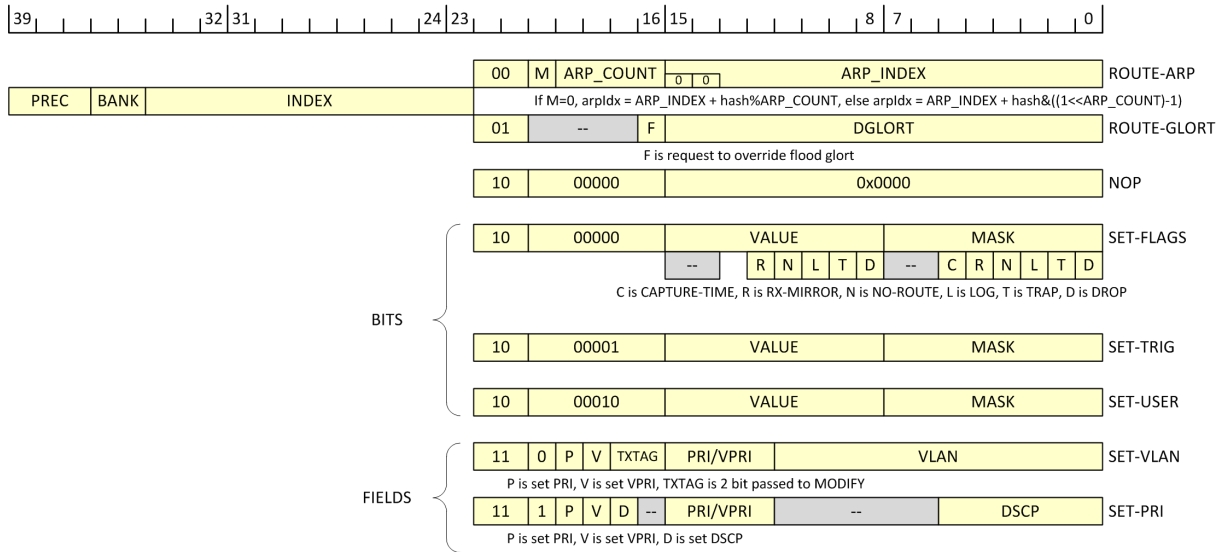 39 32 31 24 23 16 15 8 7 0
00 M ARP_COUNT 0 0 ARP_INDEX ROUTE-ARP
PREC BANK INDEX If M=0, arpIdx = ARP_INDEX + hash%ARP_COUNT, else arpIdx = ARP_INDEX + hash&((1<<ARP_COUNT)-1)
01 -- F DGLORT ROUTE-GLORT
F is request to override flood glort
10 00000 0x0000 NOP
10 00000 VALUE MASK SET-FLAGS
-- R N L T D -- C R N L T D
C is CAPTURE-TIME, R is RX-MIRROR, N is NO-ROUTE, L is LOG, T is TRAP, D is DROP
BITS
10 00001 VALUE MASK SET-TRIG
10 00010 VALUE MASK SET-USER
11 0 P V TXTAG PRI/VPRI VLAN SET-VLAN
P is set PRI, V is set VPRI, TXTAG is 2 bit passed to MODIFY
FIELDS
11 1 P V D -- PRI/VPRI -- DSCP SET-PRI
P is set PRI, V is set VPRI, D is set DSCP